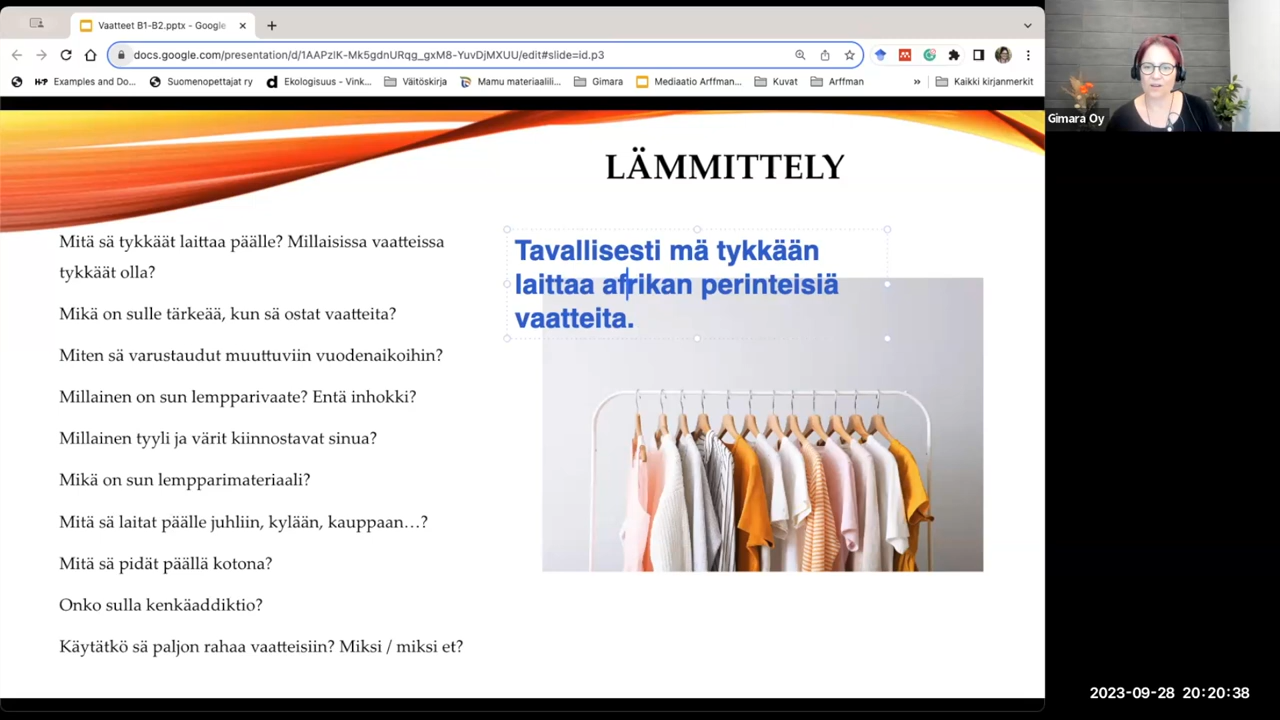 Vaatteet B1-B2.pptx - Google
docs.google.com/presentation/d/1AAPzIK-Mk5gdnURqg_gxM8-YuvDjMXUU/edit#slide=id.p3
Examples and Do...
Suomenopettajat ry
Ekologisuus - Vink...
Väitöskirja
Mamu materiaalil...
Gimara
Mediaatio Arffman...
Kuvat
Arffman
»
Kaikki kirjanmerkit
Gimara Oy
LÄMMITTELY
Mitä sä tykkäät laittaa päälle? Millaisissa vaatteissa
tykkäät olla?
Mikä on sulle tärkeää, kun sä ostat vaatteita?
Miten sä varustaudut muuttuviin vuodenaikoihin?
Millainen on sun lempparivaate? Entä inhokki?
Millainen tyyli ja värit kiinnostavat sinua?
Mikä on sun lempparimateriaali?
Mitä sä laitat päälle juhliin, kylään, kauppaan…?
Mitä sä pidät päällä kotona?
Onko sulla kenkäaddiktio?
Käytätkö sä paljon rahaa vaatteisiin? Miksi / miksi et?
Tavallisesti mä tykkään
laittaa afrikan perinteisiä
vaatteita.
2023-09-28 20:20:38